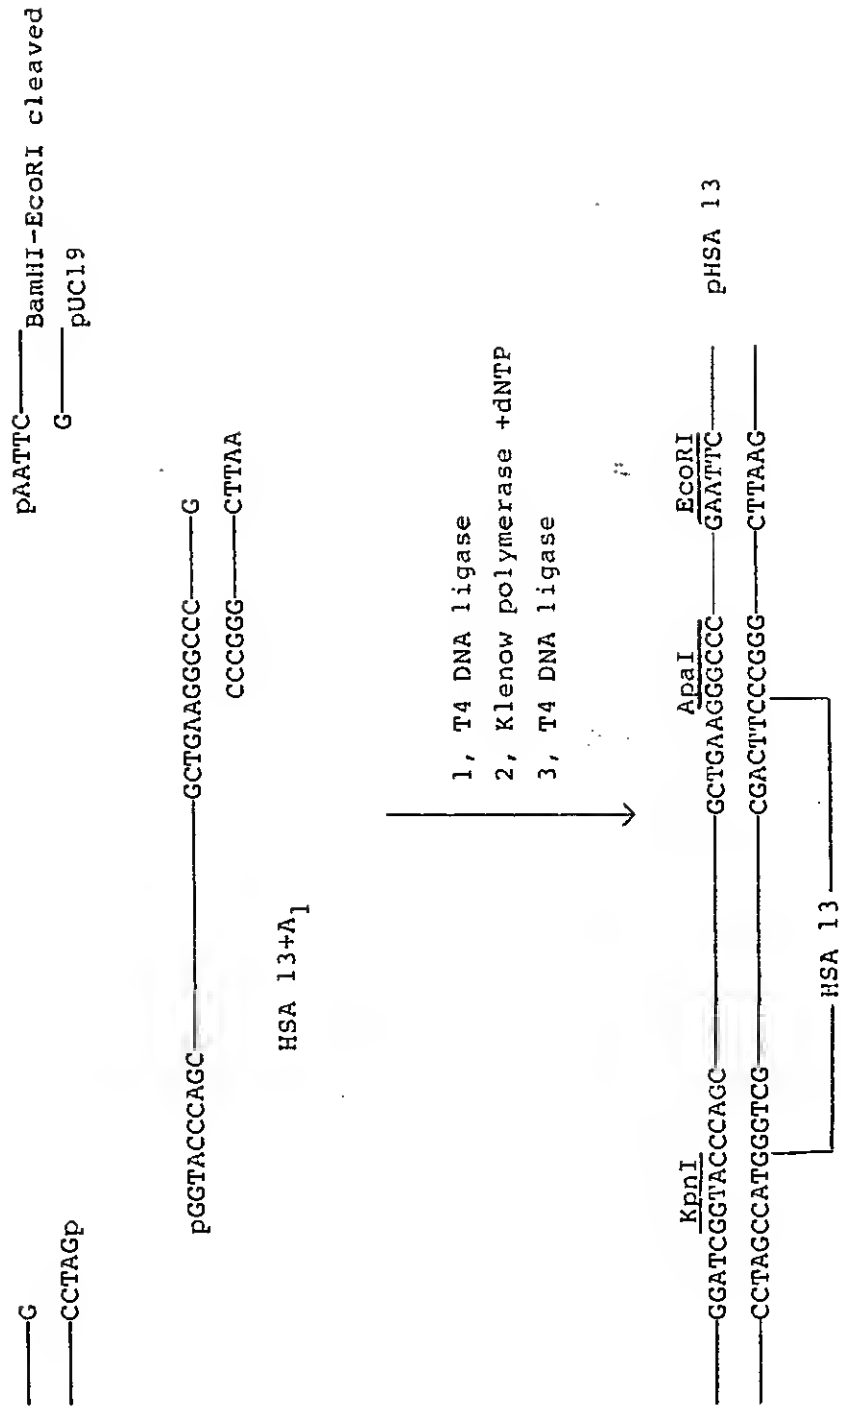 G
pAATTC
BamHI-EcoRI cleaved
CCTAGp
G
pUC19
pGGTACCCAGC
GCTGAAGGGCCC
G
CCCGGG
CTTAA
HSA 13+A1
1, T4 DNA ligase
2, Klenow polymerase +dNTP
3, T4 DNA ligase
KpnI
ApaI
EcoRI
GGATCGGTACCCAGC
GCTGAAGGGCCC
GAATTC
pHSA 13
CCTAGCCATGGGTCG
CGACTTCCCGGG
CTTAAG
HSA 13